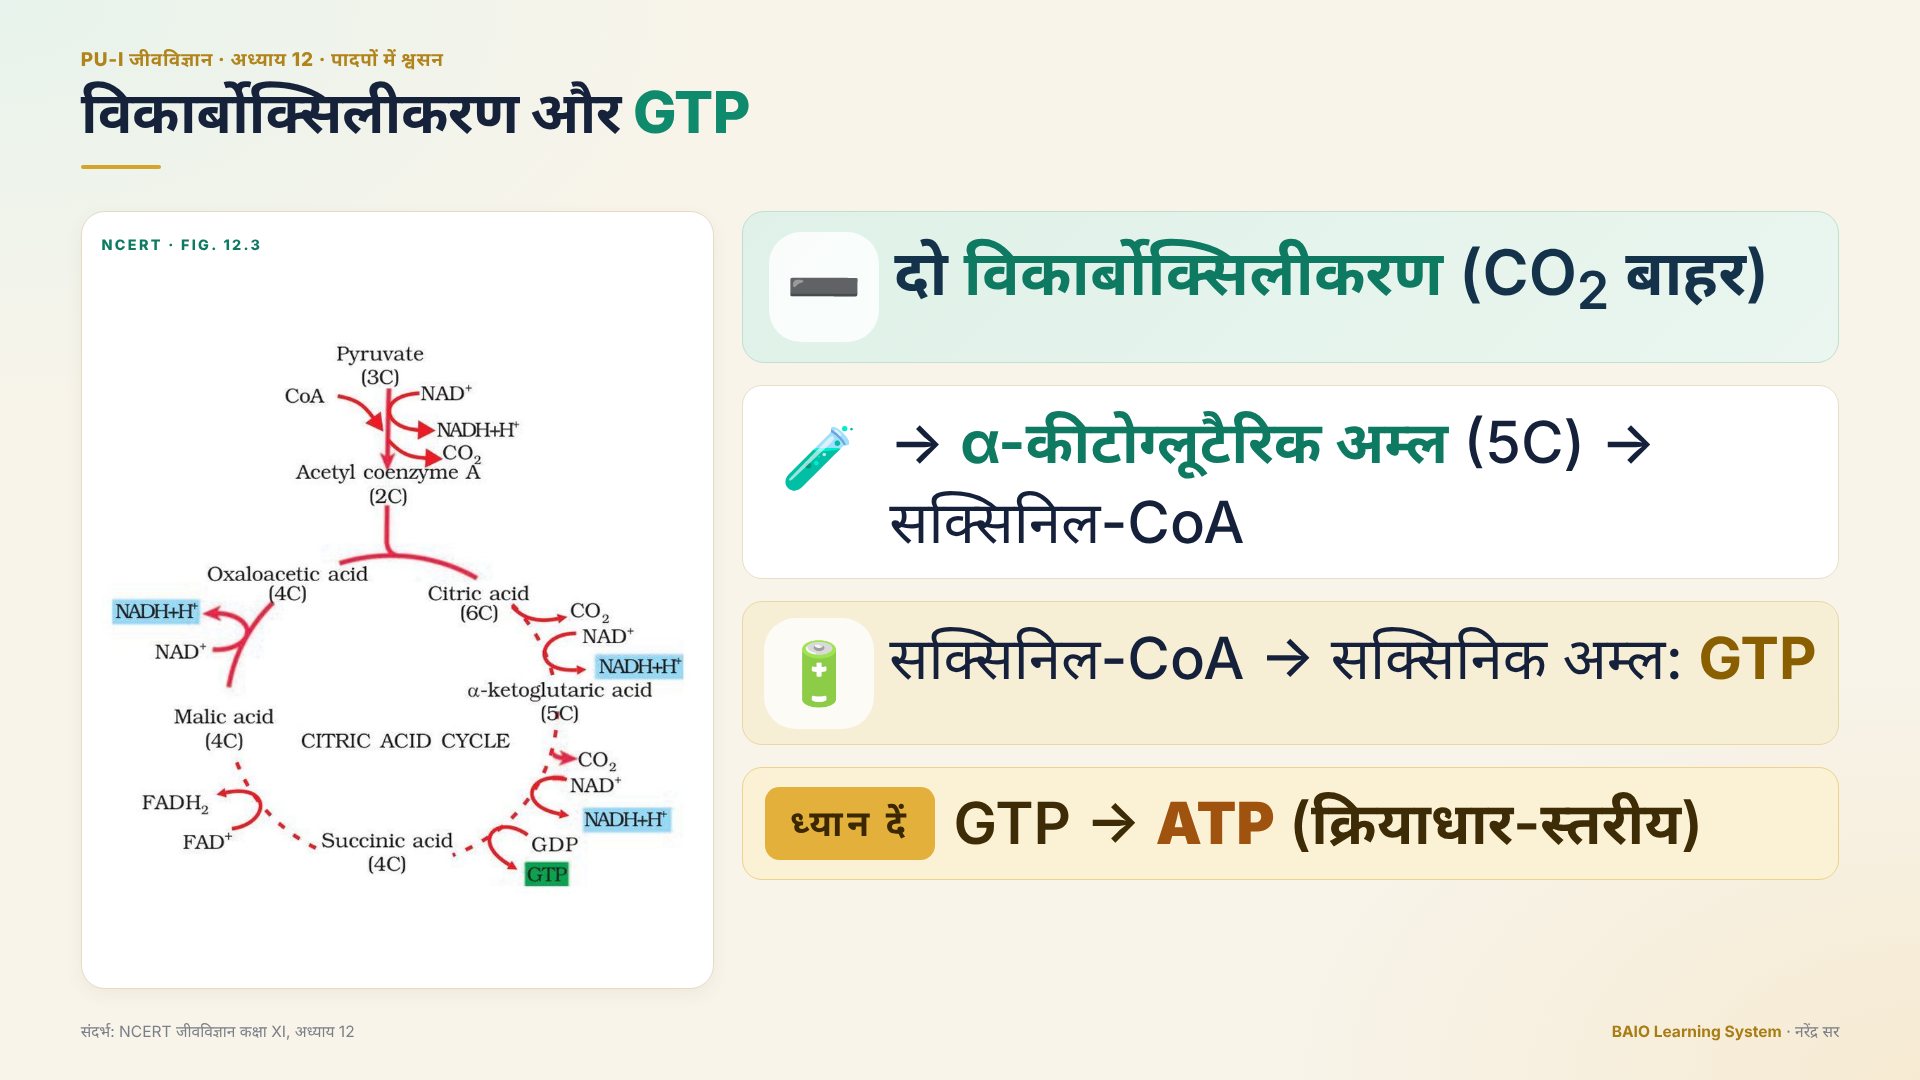 PU-I जीवविज्ञान · अध्याय 12 · पादपों में श्वसन
विकार्बोक्सिलीकरण और GTP
NCERT · FIG. 12.3
Pyruvate
(3C)
CoA
NAD⁺
NADH+H⁺
CO₂
Acetyl coenzyme A
(2C)
Oxaloacetic acid
(4C)
Citric acid
(6C)
CO₂
NADH+H⁺
NAD⁺
NAD⁺
NADH+H⁺
α-ketoglutaric acid
(5C)
Malic acid
(4C)
CITRIC ACID CYCLE
CO₂
NAD⁺
NADH+H⁺
FADH₂
FAD⁺
Succinic acid
(4C)
GDP
GTP
दो विकार्बोक्सिलीकरण (CO₂ बाहर)
→ α-कीटोग्लूटैरिक अम्ल (5C) →
सक्सिनिल-CoA
सक्सिनिल-CoA → सक्सिनिक अम्ल: GTP
ध्यान दें GTP → ATP (क्रियाधार-स्तरीय)
संदर्भ: NCERT जीवविज्ञान कक्षा XI, अध्याय 12
BAIO Learning System · नरेंद्र सर